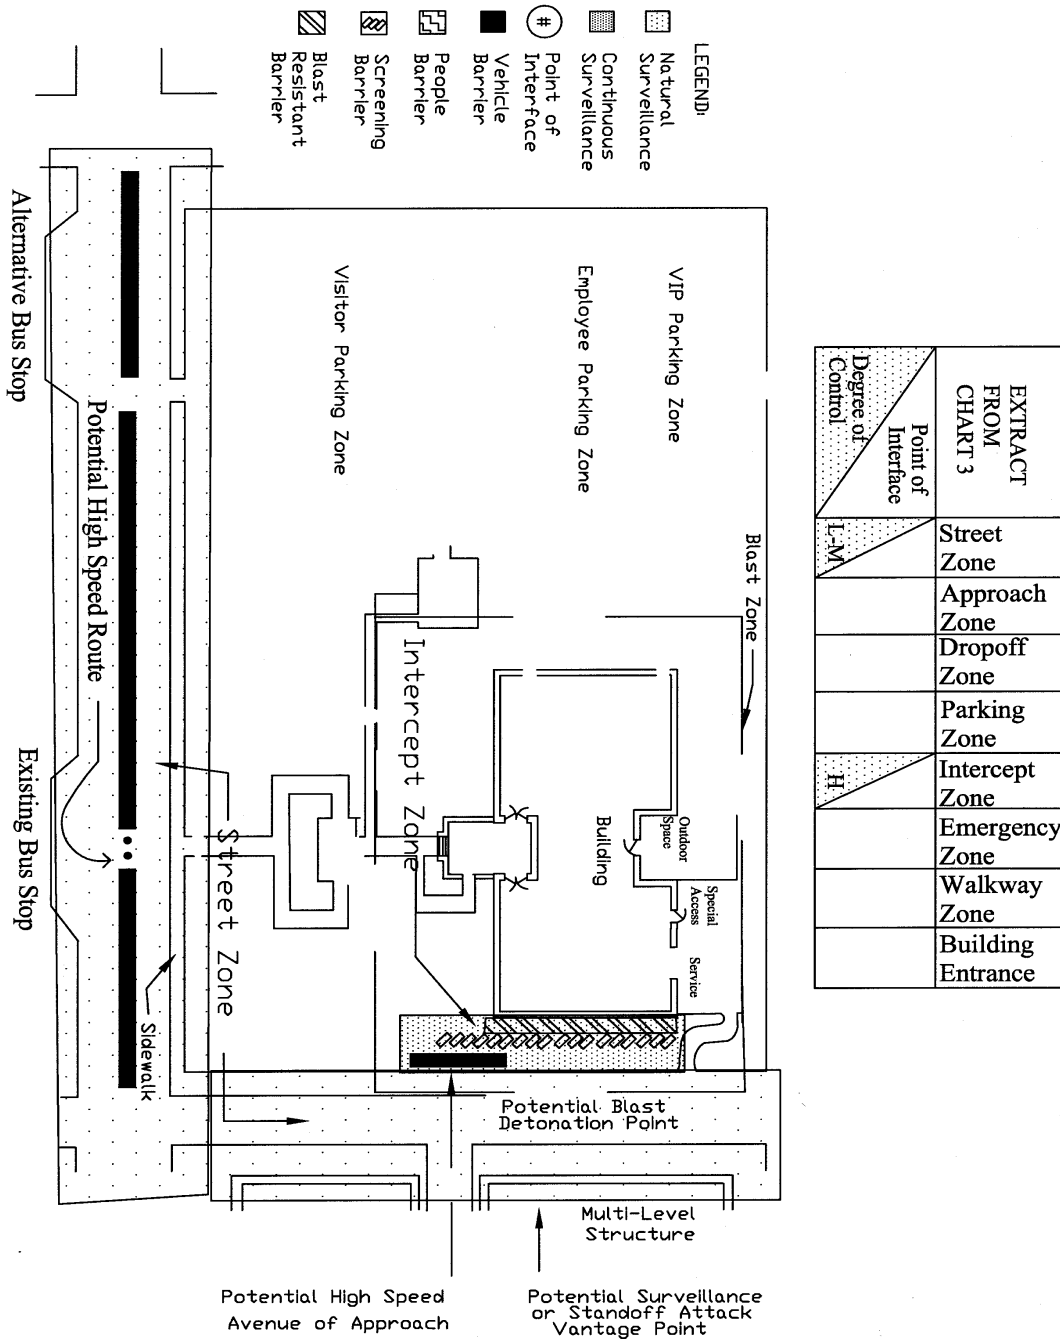 LEGEND:
Natural
Surveillance
Continuous
Surveillance
#
Point of
Interface
Vehicle
Barrier
People
Barrier
Screening
Barrier
Blast
Resistant
Barrier
EXTRACT
FROM
CHART 3
Point of
Interface
Degree of
Control
Street
Zone
L-M
Approach
Zone
Dropoff
Zone
Parking
Zone
Intercept
Zone
H
Emergency
Zone
Walkway
Zone
Building
Entrance
VIP Parking Zone
Employee Parking Zone
Visitor Parking Zone
Blast Zone
Intercept Zone
Building
Outdoor
Space
Special
Access
Service
Street Zone
Sidewalk
Alternative Bus Stop
Potential High Speed Route
Existing Bus Stop
Potential Blast
Detonation Point
Multi-Level
Structure
Potential High Speed
Avenue of Approach
Potential Surveillance
or Standoff Attack
Vantage Point